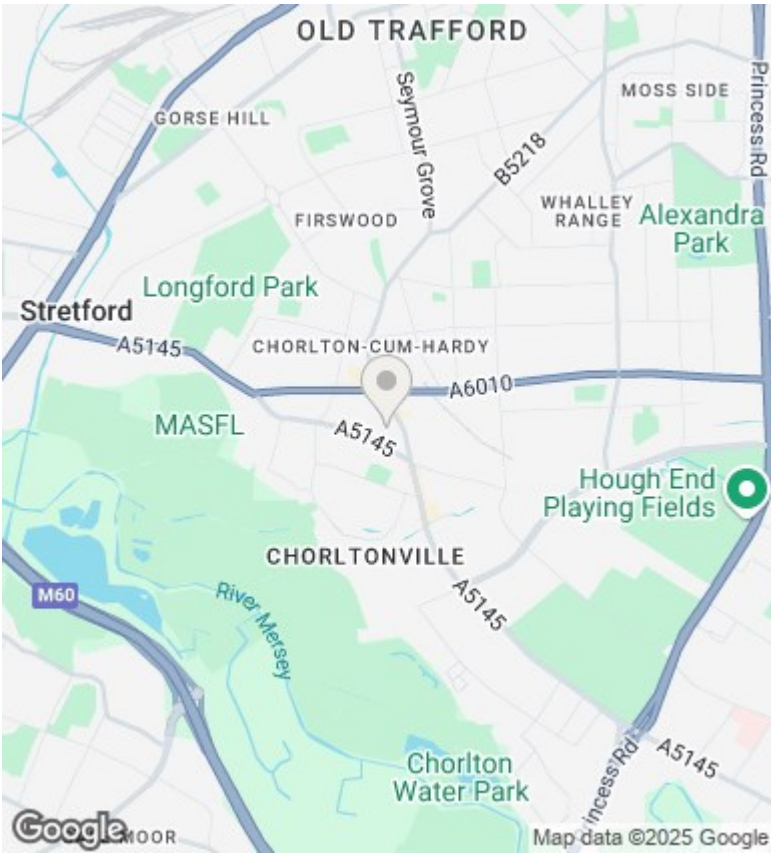 OLD TRAFFORD
Seymour Grove
Princess Rd
MOSS SIDE
GORSE HILL
B5218
FIRSWOOD
WHALLEY
RANGE
Alexandra
Park
Longford Park
Stretford
A5145
CHORLTON-CUM-HARDY
A6010
MASFL
A5145
Hough End
Playing Fields
CHORLTONVILLE
M60
River Mersey
A5145
Chorlton
Water Park
Princess Rd
A5145
Google
MOOR
Map data ©2025 Google